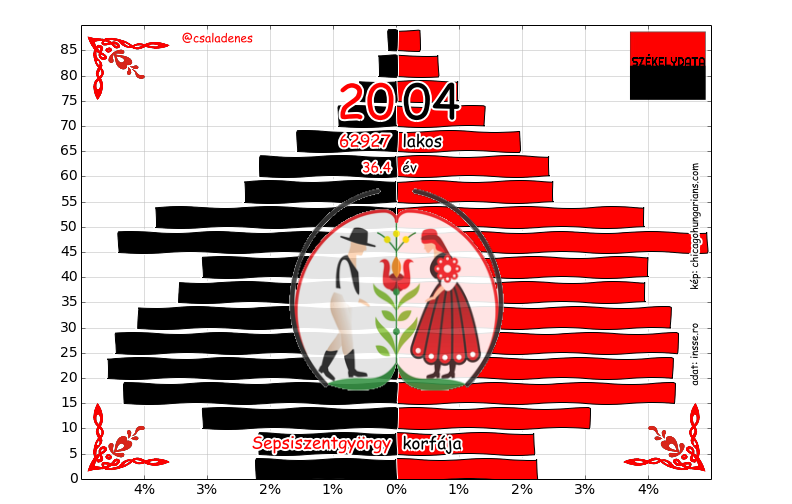 @csaladenes
SZÉKELYDATA
2004
62927 lakos
36.4 év
kép: chicagohungarians.com
adat: insse.ro
Sepsiszentgyörgy korfája
85
80
75
70
65
60
55
50
45
40
35
30
25
20
15
10
5
0
4% 3% 2% 1% 0% 1% 2% 3% 4%